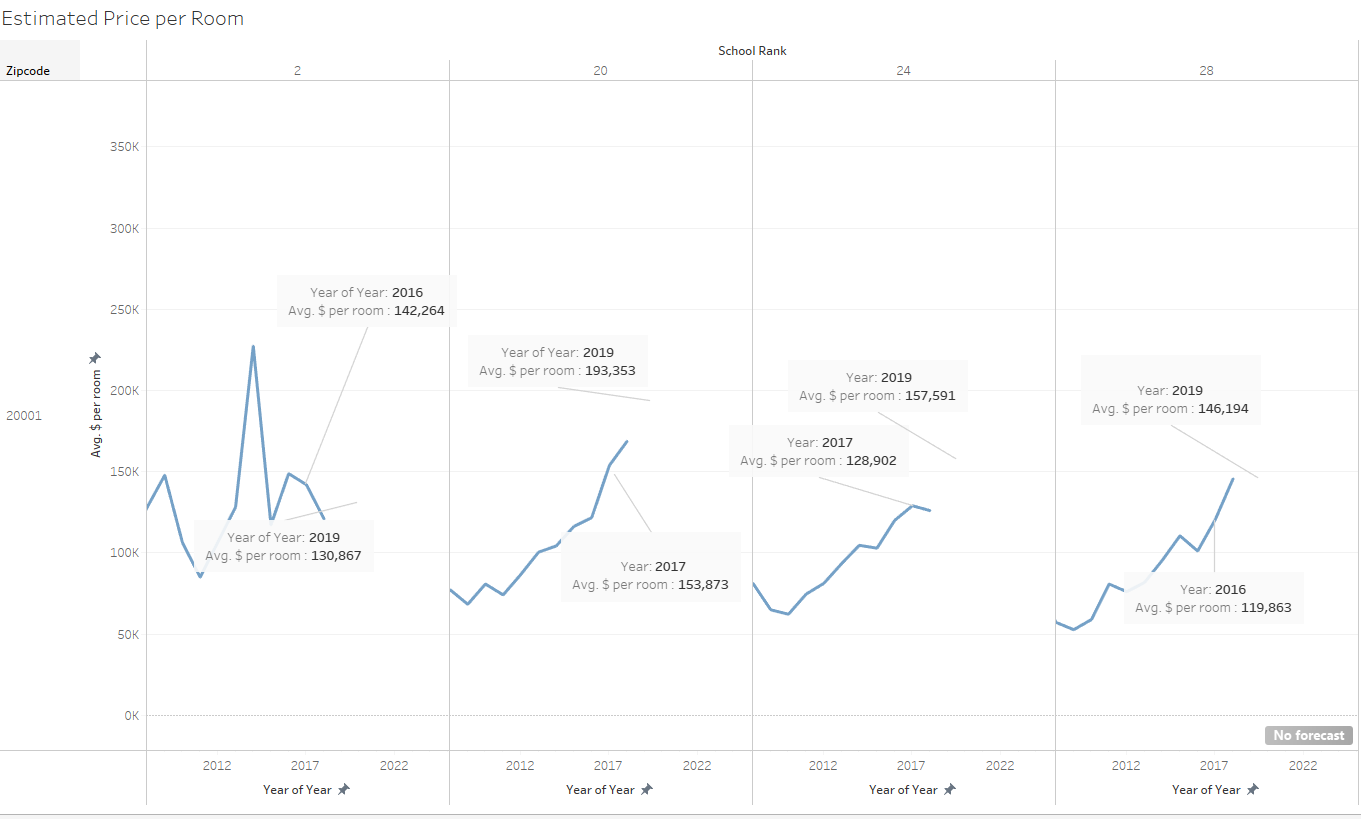 Estimated Price per Room
School Rank
Zipcode
2
20
24
28
350K
300K
250K
200K
150K
100K
50K
0K
Avg. $ per room
20001
Year of Year: 2016
Avg. $ per room : 142,264
Year of Year: 2019
Avg. $ per room : 130,867
Year of Year: 2019
Avg. $ per room : 193,353
Year: 2017
Avg. $ per room : 153,873
Year: 2019
Avg. $ per room : 157,591
Year: 2017
Avg. $ per room : 128,902
Year: 2019
Avg. $ per room : 146,194
Year: 2016
Avg. $ per room : 119,863
No forecast
2012 2017 2022
2012 2017 2022
2012 2017 2022
2012 2017 2022
Year of Year
Year of Year
Year of Year
Year of Year